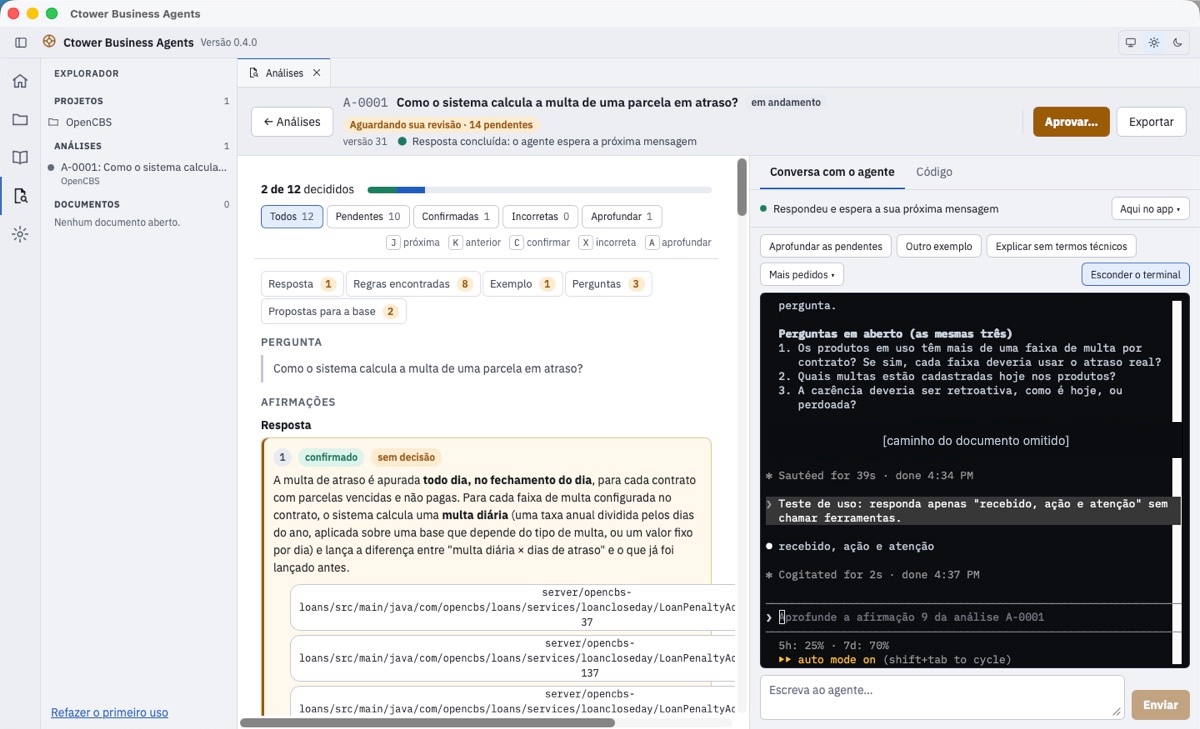 Ctower Business Agents
Ctower Business Agents Versão 0.4.0
EXPLORADOR
PROJETOS 1
OpenCBS
ANÁLISES 1
A-0001: Como o sistema calcula...
OpenCBS
DOCUMENTOS 0
Nenhum documento aberto.
Refazer o primeiro uso
Análises ×
← Análises
A-0001 Como o sistema calcula a multa de uma parcela em atraso? em andamento
Aguardando sua revisão · 14 pendentes
versão 31 Resposta concluída: o agente espera a próxima mensagem
Aprovar...
Exportar
2 de 12 decididos
Todos 12 Pendentes 10 Confirmadas 1 Incorretas 0 Aprofundar 1
J próxima K anterior C confirmar X incorreta A aprofundar
Resposta 1 Regras encontradas 8 Exemplo 1 Perguntas 3
Propostas para a base 2
PERGUNTA
Como o sistema calcula a multa de uma parcela em atraso?
AFIRMAÇÕES
Resposta
1 confirmado sem decisão
A multa de atraso é apurada todo dia, no fechamento do dia, para cada contrato
com parcelas vencidas e não pagas. Para cada faixa de multa configurada no
contrato, o sistema calcula uma multa diária (uma taxa anual dividida pelos dias
do ano, aplicada sobre uma base que depende do tipo de multa, ou um valor fixo
por dia) e lança a diferença entre "multa diária × dias de atraso" e o que já foi
lançado antes.
server/opencbs-
loans/src/main/java/com/opencbs/loans/services/loancloseday/LoanPenaltyAc
37
server/opencbs-
loans/src/main/java/com/opencbs/loans/services/loancloseday/LoanPenaltyAc
137
server/opencbs-
loans/src/main/java/com/opencbs/loans/services/loancloseday/LoanPenaltyAc
Conversa com o agente Código
Respondeu e espera a sua próxima mensagem
Aqui no app ▾
Aprofundar as pendentes Outro exemplo Explicar sem termos técnicos
Mais pedidos ▾ Esconder o terminal
pergunta.
Perguntas em aberto (as mesmas três)
1. Os produtos em uso têm mais de uma faixa de multa por
contrato? Se sim, cada faixa deveria usar o atraso real?
2. Quais multas estão cadastradas hoje nos produtos?
3. A carência deveria ser retroativa, como é hoje, ou
perdoada?
[caminho do documento omitido]
✻ Sautéed for 39s · done 4:34 PM
❯ Teste de uso: responda apenas "recebido, ação e atenção" sem
chamar ferramentas.
● recebido, ação e atenção
✻ Cogitated for 2s · done 4:37 PM
❯ Aprofunde a afirmação 9 da análise A-0001
5h: 25% · 7d: 70%
⏵⏵ auto mode on (shift+tab to cycle)
Escreva ao agente...
Enviar